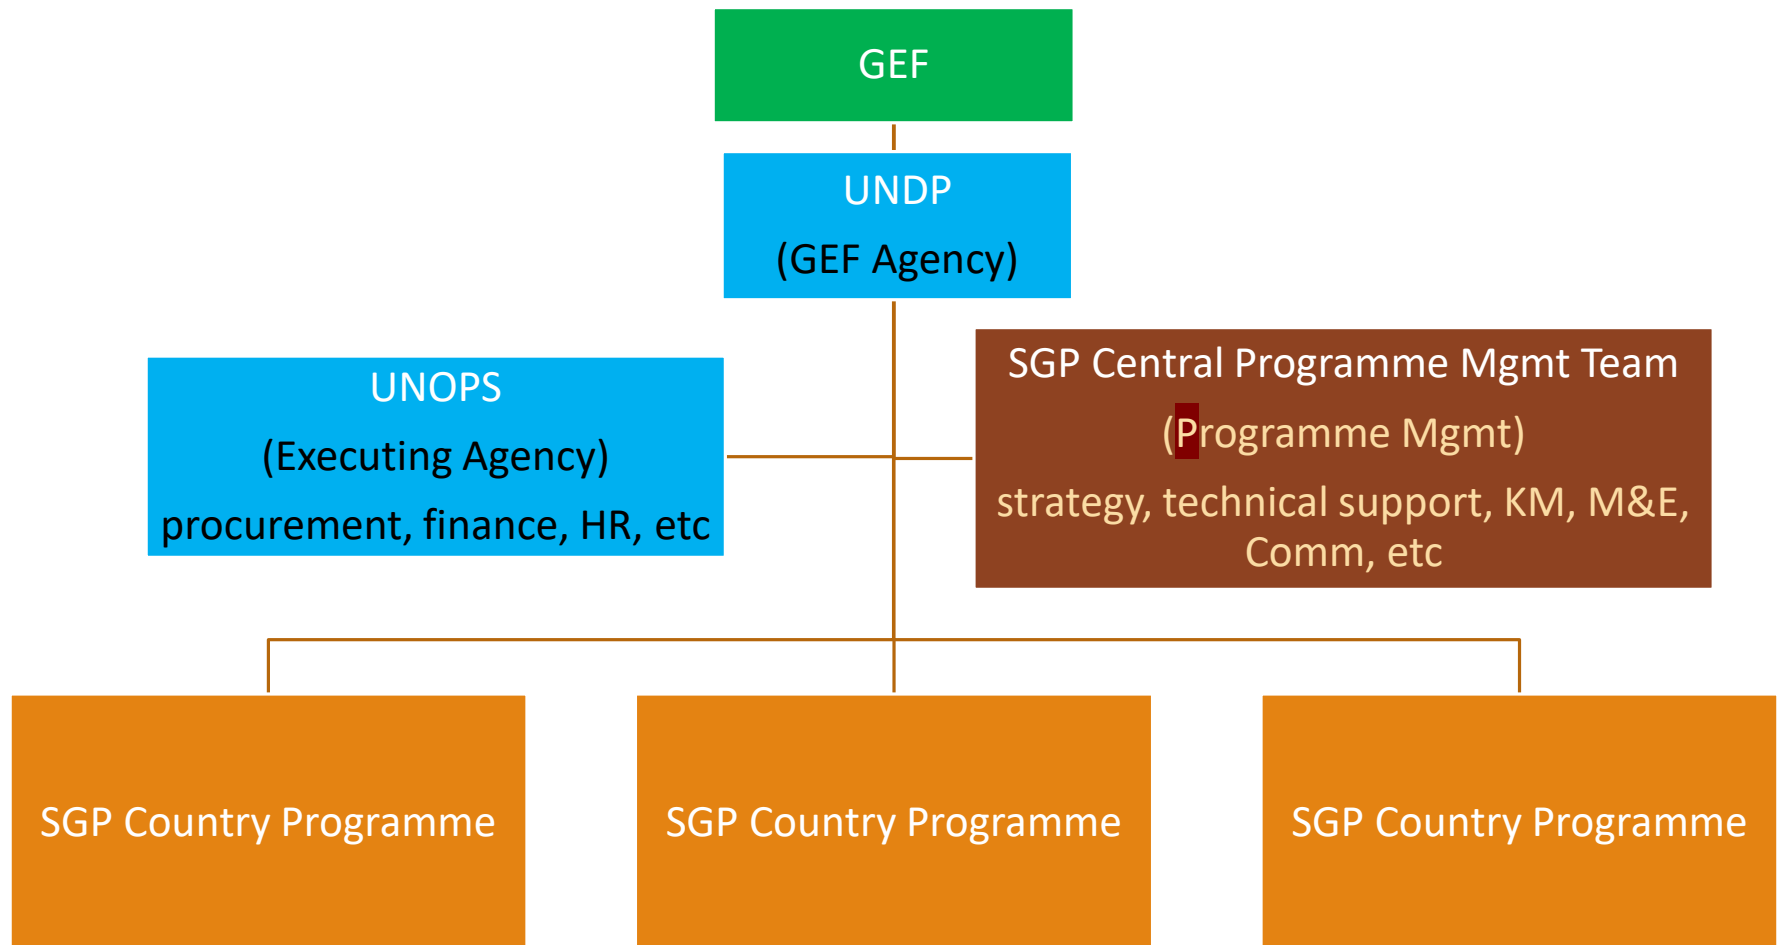 GEF
UNDP
(GEF Agency)
UNOPS
(Executing Agency)
procurement, finance, HR, etc
SGP Central Programme Mgmt Team
(Programme Mgmt)
strategy, technical support, KM, M&E,
Comm, etc
SGP Country Programme
SGP Country Programme
SGP Country Programme